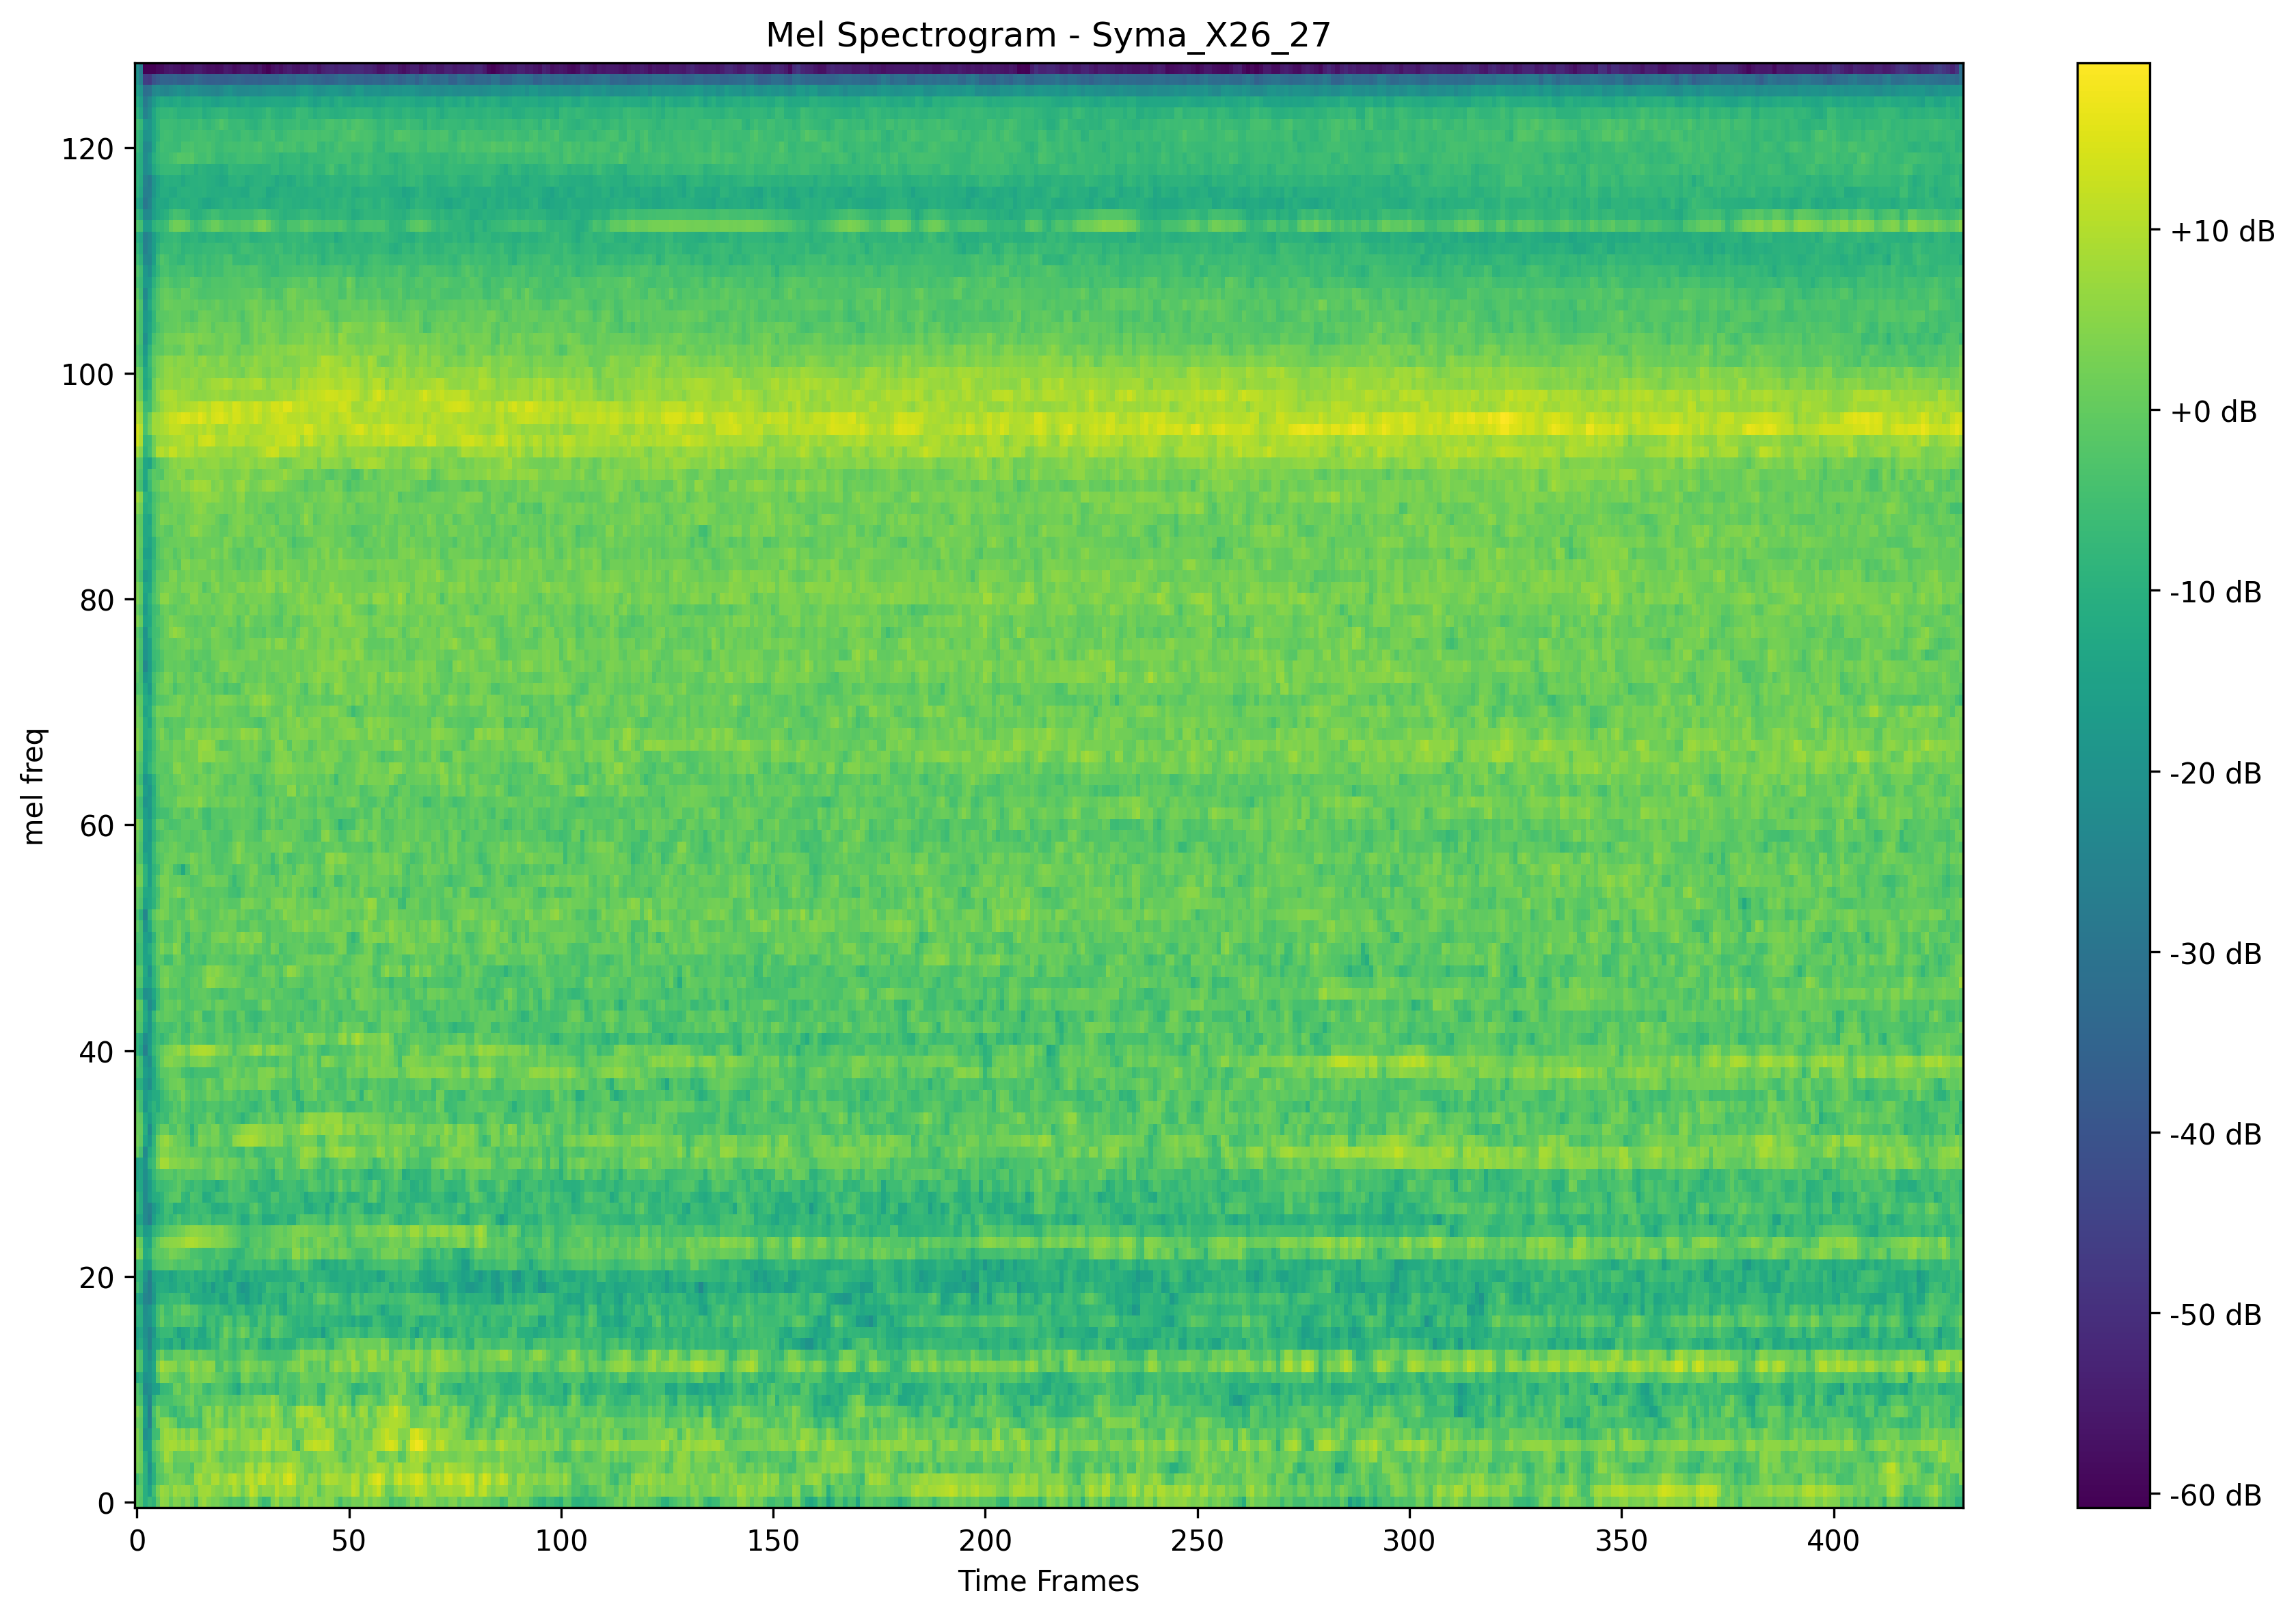 Mel Spectrogram - Syma_X26_27
mel freq
120
100
80
60
40
20
0
0 50 100 150 200 250 300 350 400
Time Frames
+10 dB
+0 dB
-10 dB
-20 dB
-30 dB
-40 dB
-50 dB
-60 dB